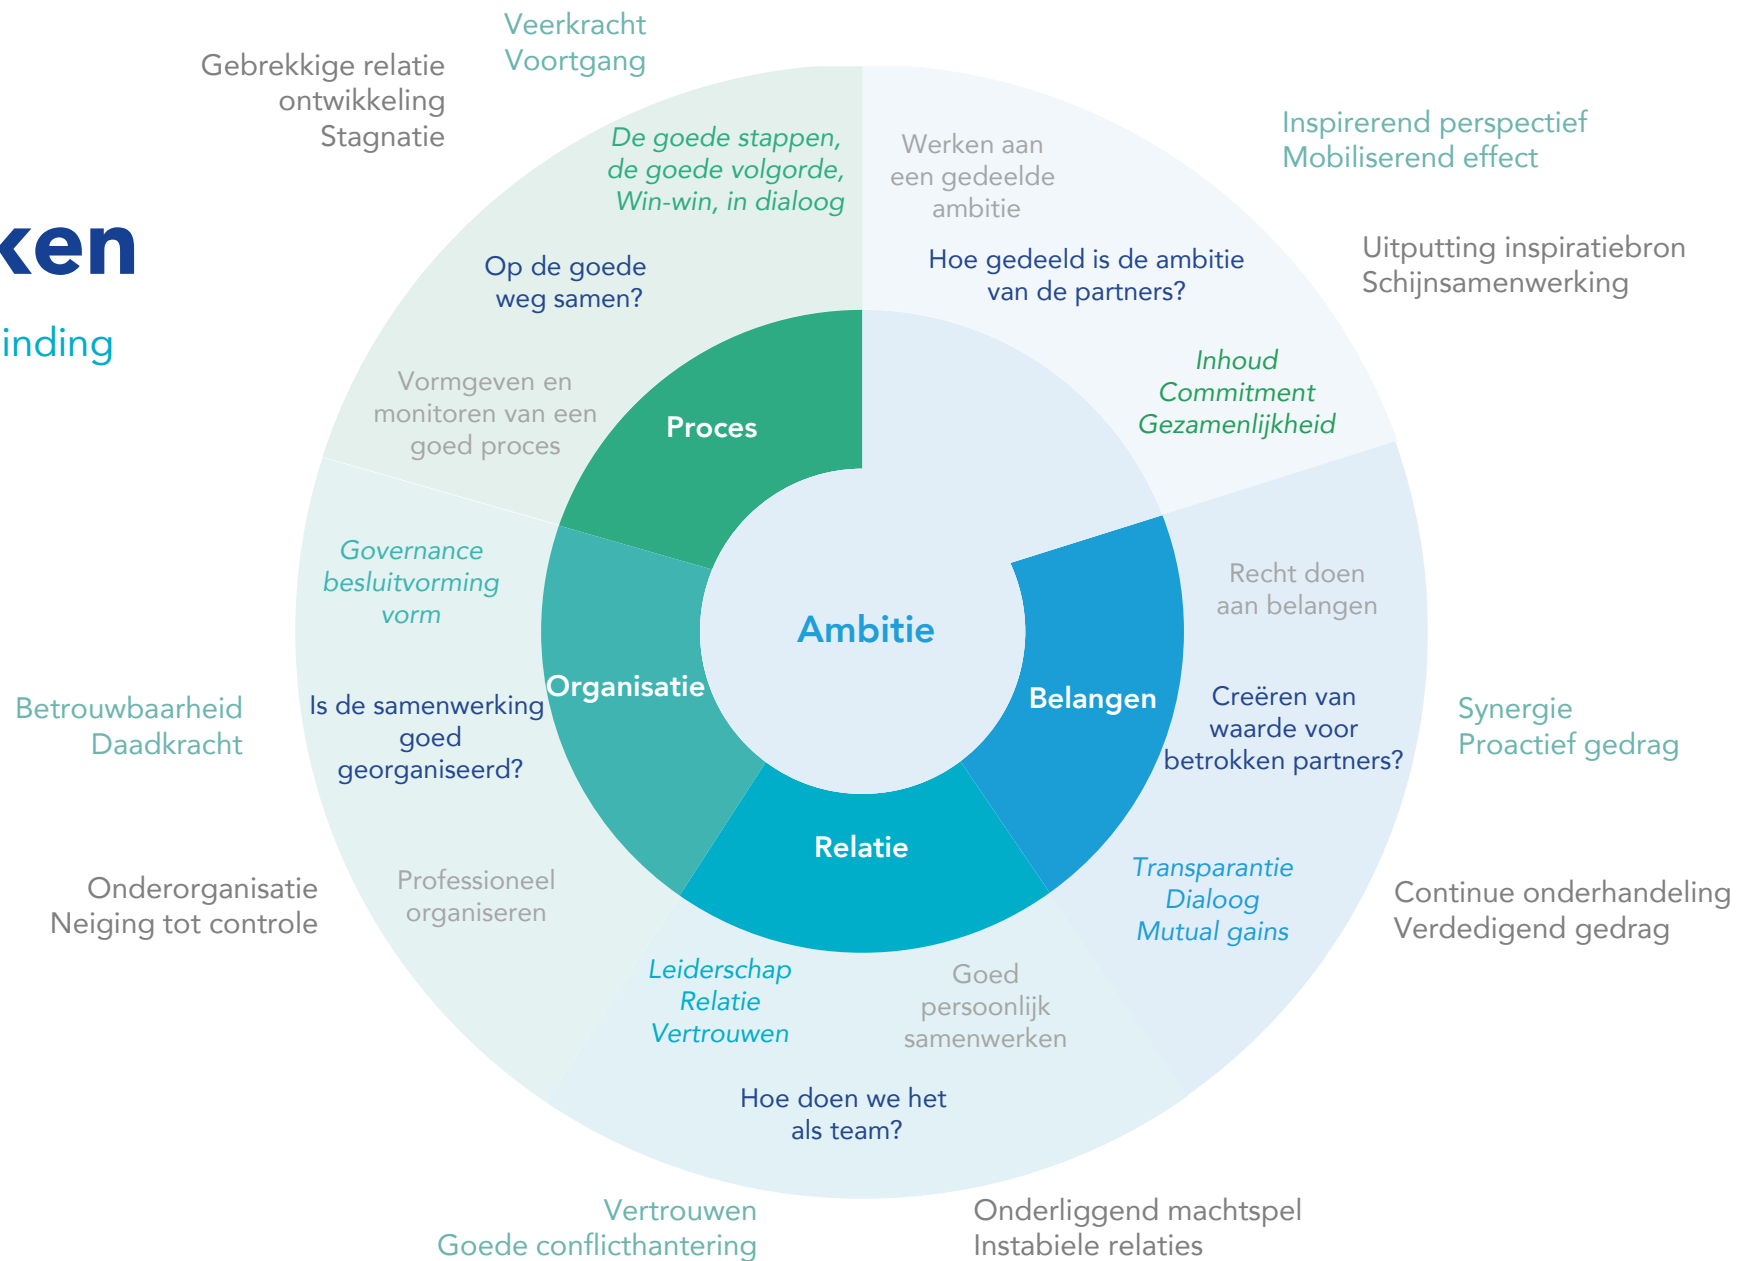 Veerkracht
Voortgang
Gebrekkige relatie
ontwikkeling
Stagnatie
ken
inding
De goede stappen,
de goede volgorde,
Win-win, in dialoog
Op de goede
weg samen?
Vormgeven en
monitoren van een
goed proces
Proces
Werken aan
een gedeelde
ambitie
Hoe gedeeld is de ambitie
van de partners?
Inhoud
Commitment
Gezamenlijkheid
Inspirerend perspectief
Mobiliserend effect
Uitputting inspiratiebron
Schijnsamenwerking
Ambitie
Governance
besluitvorming
vorm
Organisatie
Is de samenwerking
goed
georganiseerd?
Professioneel
organiseren
Betrouwbaarheid
Daadkracht
Onderorganisatie
Neiging tot controle
Belangen
Recht doen
aan belangen
Creëren van
waarde voor
betrokken partners?
Transparantie
Dialoog
Mutual gains
Synergie
Proactief gedrag
Continue onderhandeling
Verdedigend gedrag
Relatie
Leiderschap
Relatie
Vertrouwen
Goed
persoonlijk
samenwerken
Hoe doen we het
als team?
Vertrouwen
Goede conflicthantering
Onderliggend machtspel
Instabiele relaties